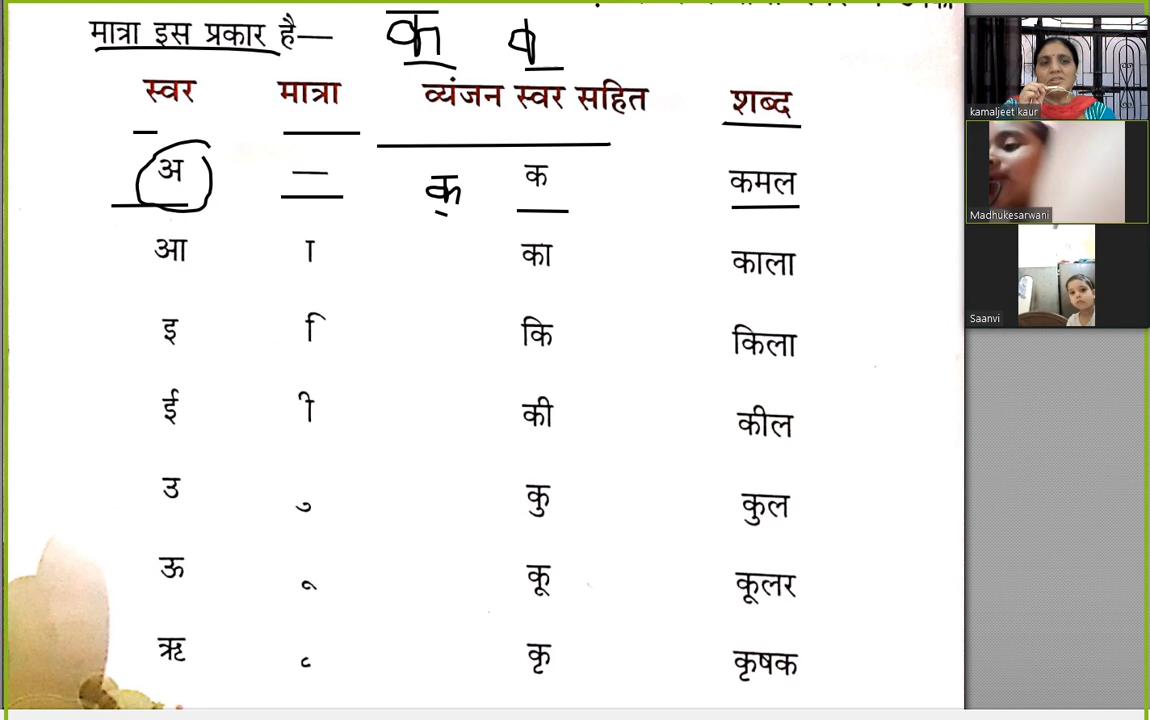 मात्रा इस प्रकार है—
क क
स्वर मात्रा व्यंजन स्वर सहित शब्द
अ — क् क कमल
आ ा का काला
इ ि कि किला
ई ी की कील
उ ु कु कुल
ऊ ू कू कूलर
ऋ ृ कृ कृषक
kamaljeet kaur
Madhukesarwani
Saanvi